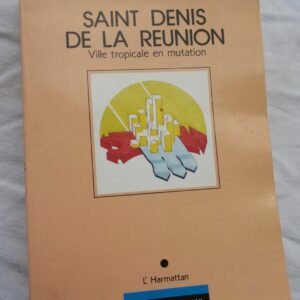 SAINT DENIS
DE LA REUNION
Ville tropicale en mutation
L'Harmattan